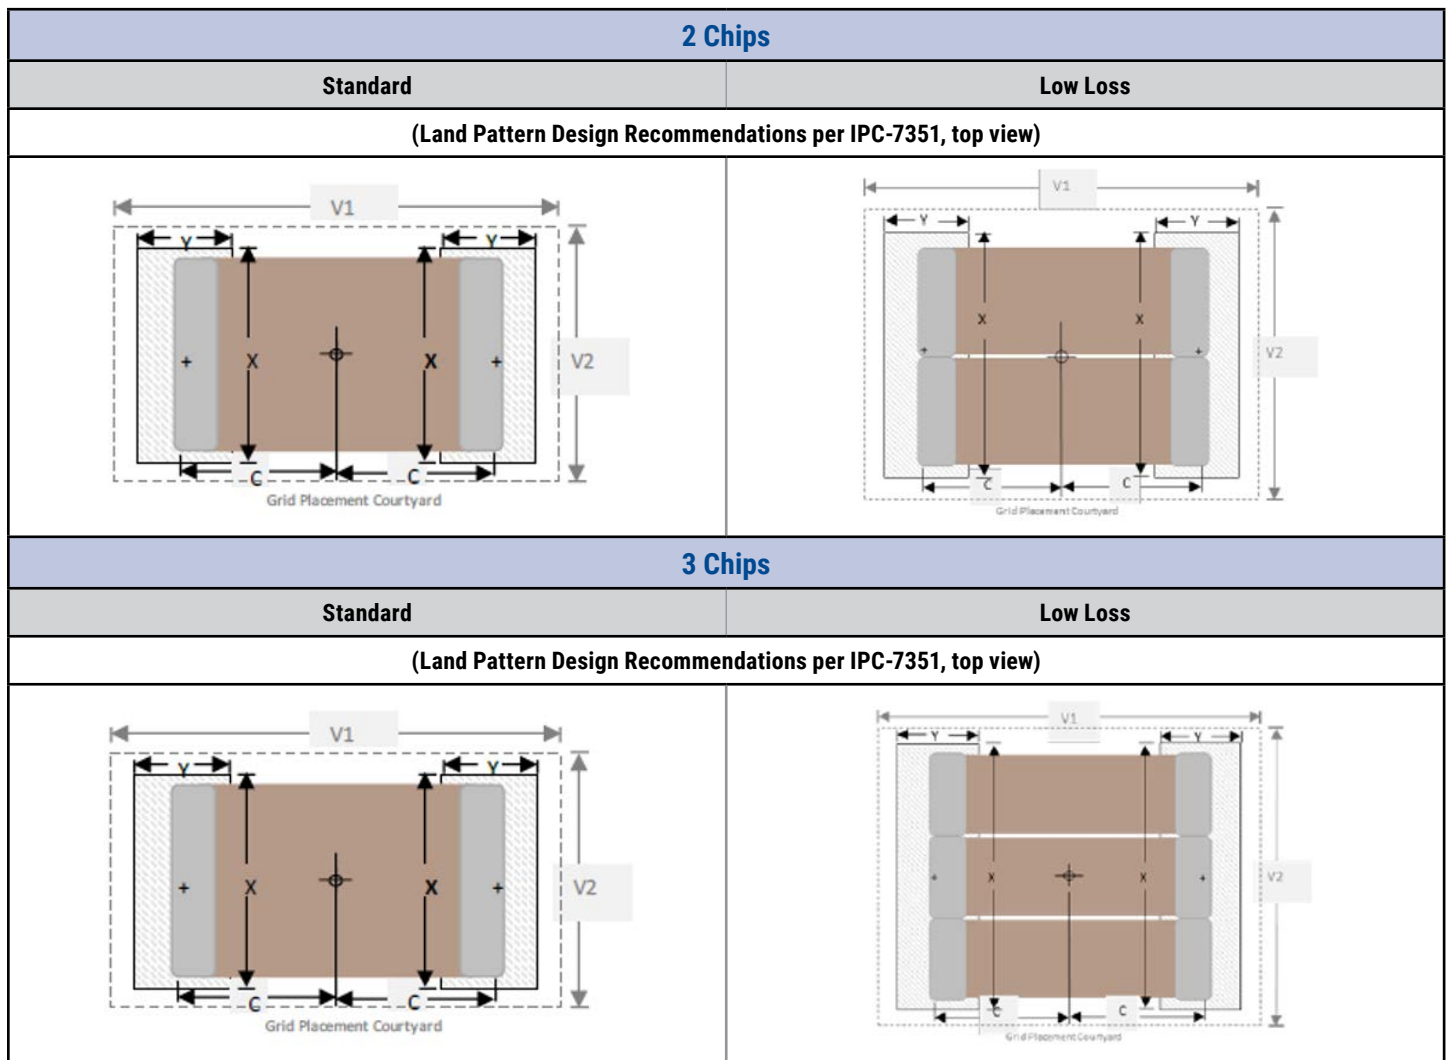 2 Chips
Standard
Low Loss
(Land Pattern Design Recommendations per IPC-7351, top view)
V1
Y
Y
X
X
V2
+
+
C
C
Grid Placement Courtyard
V1
Y
Y
X
X
V2
+
+
C
C
Grid Placement Courtyard
3 Chips
Standard
Low Loss
(Land Pattern Design Recommendations per IPC-7351, top view)
V1
Y
Y
+
X
X
+
V2
C
C
Grid Placement Courtyard
V1
Y
Y
+
X
X
+
V2
C
C
Grid Placement Courtyard